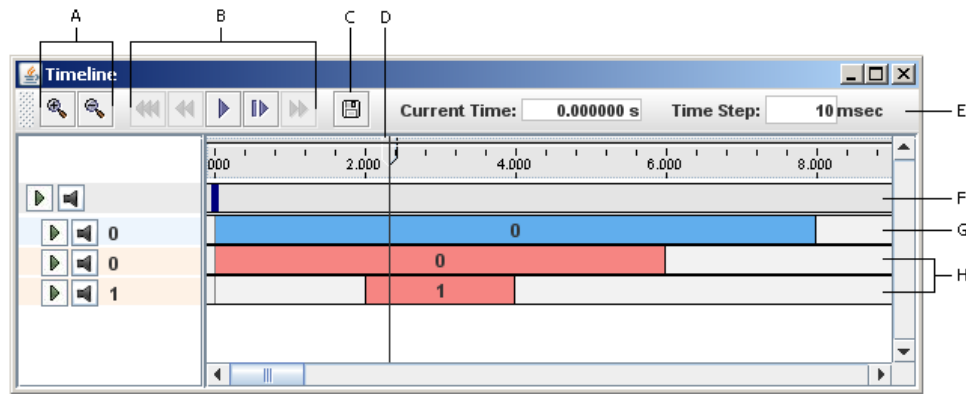 A B C D
Timeline
Current Time: 0.000000 s Time Step: 10 msec E
000 2.000 4.000 6.000 8.000
F
0 0 G
0 0
H
1 1